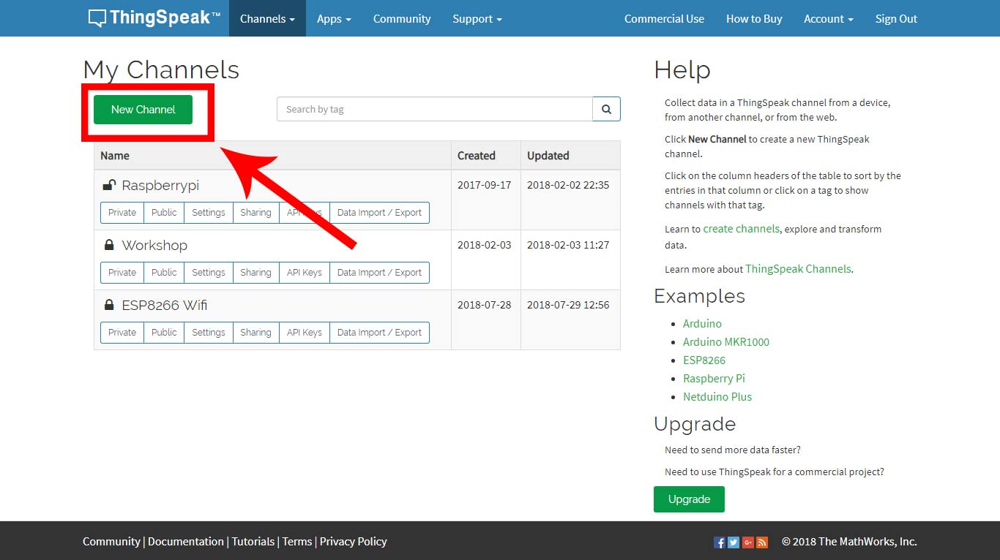 ThingSpeak™ Channels Apps Community Support Commercial Use How to Buy Account Sign Out
My Channels
New Channel
Search by tag
Name Created Updated
Raspberrypi 2017-09-17 2018-02-02 22:35
Private Public Settings Sharing API Keys Data Import / Export
Workshop 2018-02-03 2018-02-03 11:27
Private Public Settings Sharing API Keys Data Import / Export
ESP8266 Wifi 2018-07-28 2018-07-29 12:56
Private Public Settings Sharing API Keys Data Import / Export
Help
Collect data in a ThingSpeak channel from a device,
from another channel, or from the web.
Click New Channel to create a new ThingSpeak
channel.
Click on the column headers of the table to sort by the
entries in that column or click on a tag to show
channels with that tag.
Learn to create channels, explore and transform
data.
Learn more about ThingSpeak Channels.
Examples
Arduino
Arduino MKR1000
ESP8266
Raspberry Pi
Netduino Plus
Upgrade
Need to send more data faster?
Need to use ThingSpeak for a commercial project?
Upgrade
Community | Documentation | Tutorials | Terms | Privacy Policy © 2018 The MathWorks, Inc.